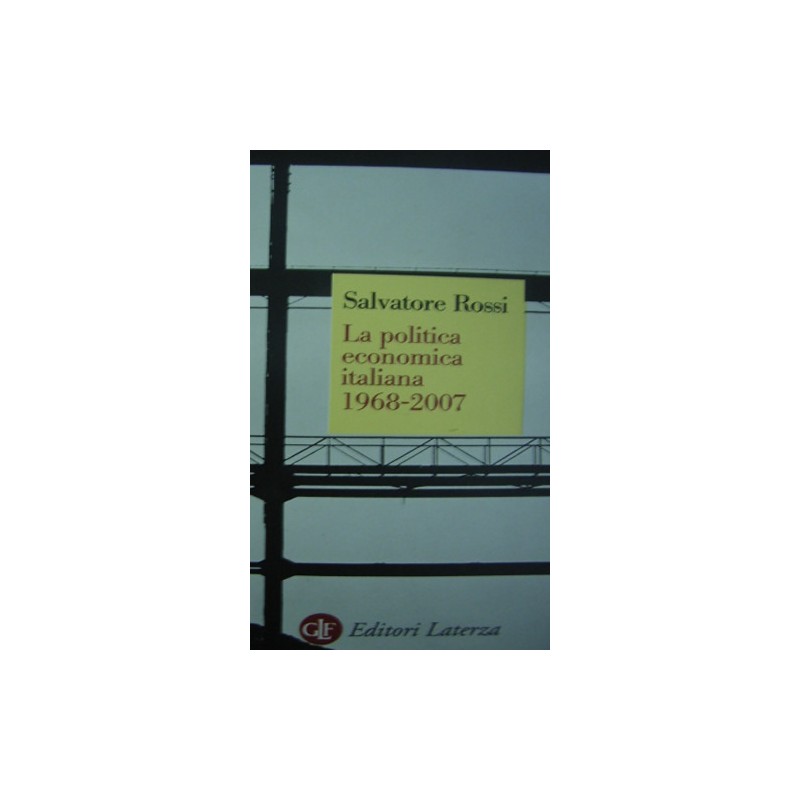 Salvatore Rossi
La politica
economica
italiana
1968-2007
GLF Editori Laterza